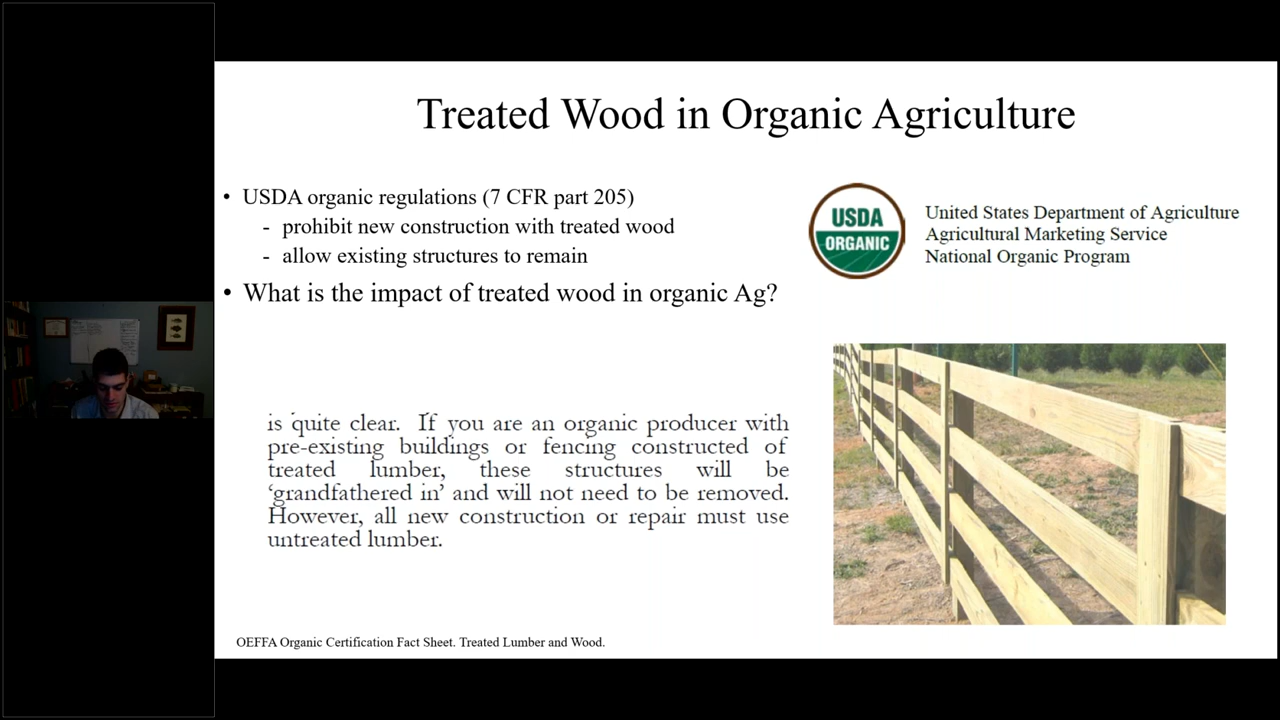 Treated Wood in Organic Agriculture
• USDA organic regulations (7 CFR part 205)
- prohibit new construction with treated wood
- allow existing structures to remain
• What is the impact of treated wood in organic Ag?
USDA
ORGANIC
United States Department of Agriculture
Agricultural Marketing Service
National Organic Program
is quite clear. If you are an organic producer with
pre-existing buildings or fencing constructed of
treated lumber, these structures will be
‘grandfathered in’ and will not need to be removed.
However, all new construction or repair must use
untreated lumber.
OEFFA Organic Certification Fact Sheet. Treated Lumber and Wood.